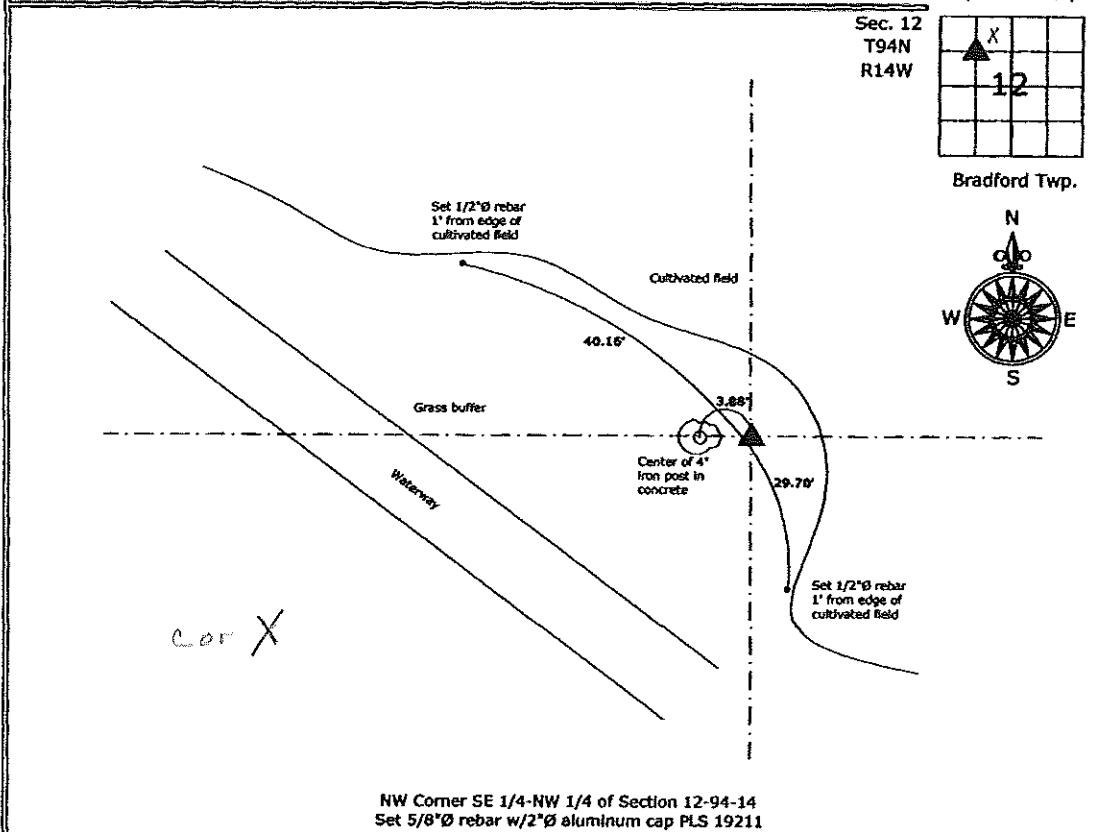 Sec. 12
T94N
R14W
X
12
Bradford Twp.
N
W E
S
Set 1/2"Ø rebar
1' from edge of
cultivated field
Cultivated field
40.16'
3.88'
Grass buffer
Center of 4"
iron post in
concrete
29.70'
Waterway
Set 1/2"Ø rebar
1' from edge of
cultivated field
Cor X
NW Corner SE 1/4-NW 1/4 of Section 12-94-14
Set 5/8"Ø rebar w/2"Ø aluminum cap PLS 19211